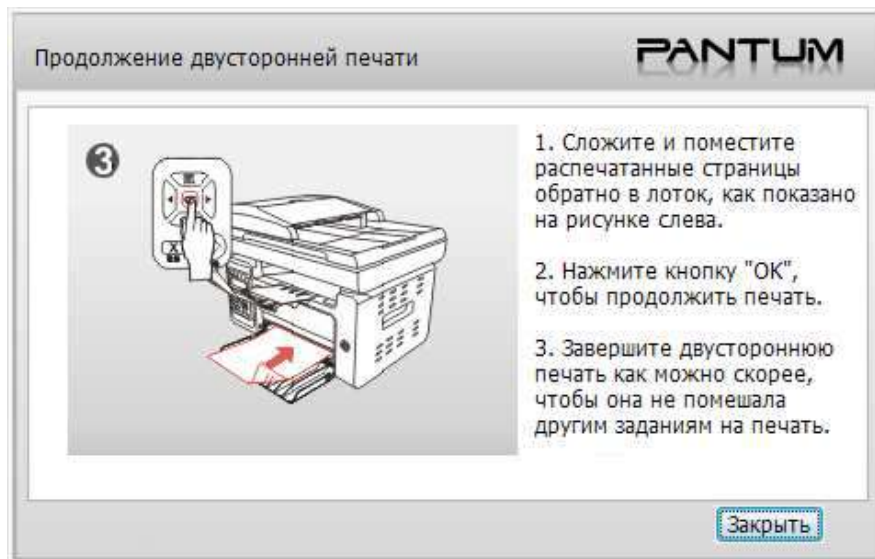 Продолжение двусторонней печати
PANTUM
3
1. Сложите и поместите
распечатанные страницы
обратно в лоток, как показано
на рисунке слева.
2. Нажмите кнопку "ОК",
чтобы продолжить печать.
3. Завершите двустороннюю
печать как можно скорее,
чтобы она не помешала
другим заданиям на печать.
Закрыть